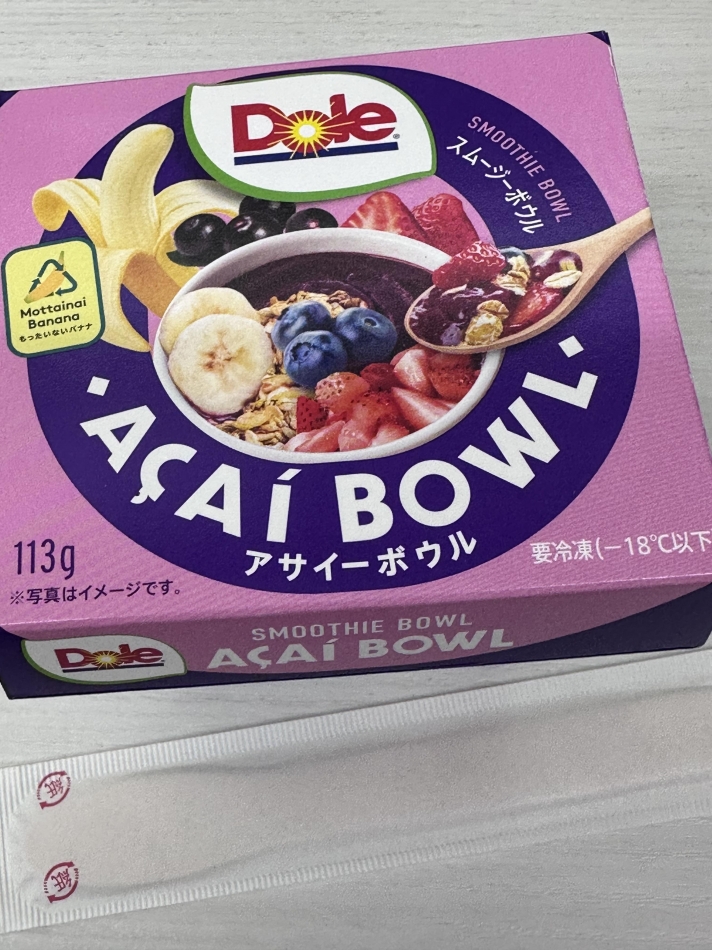 Dole
SMOOTHIE BOWL
スムージーボウル
Mottainai
Banana
もったいないバナナ
AÇAÍ BOWL
アサイーボウル
113g
※写真はイメージです。
要冷凍(−18℃以下
Dole
SMOOTHIE BOWL
AÇAÍ BOWL
紙
紙